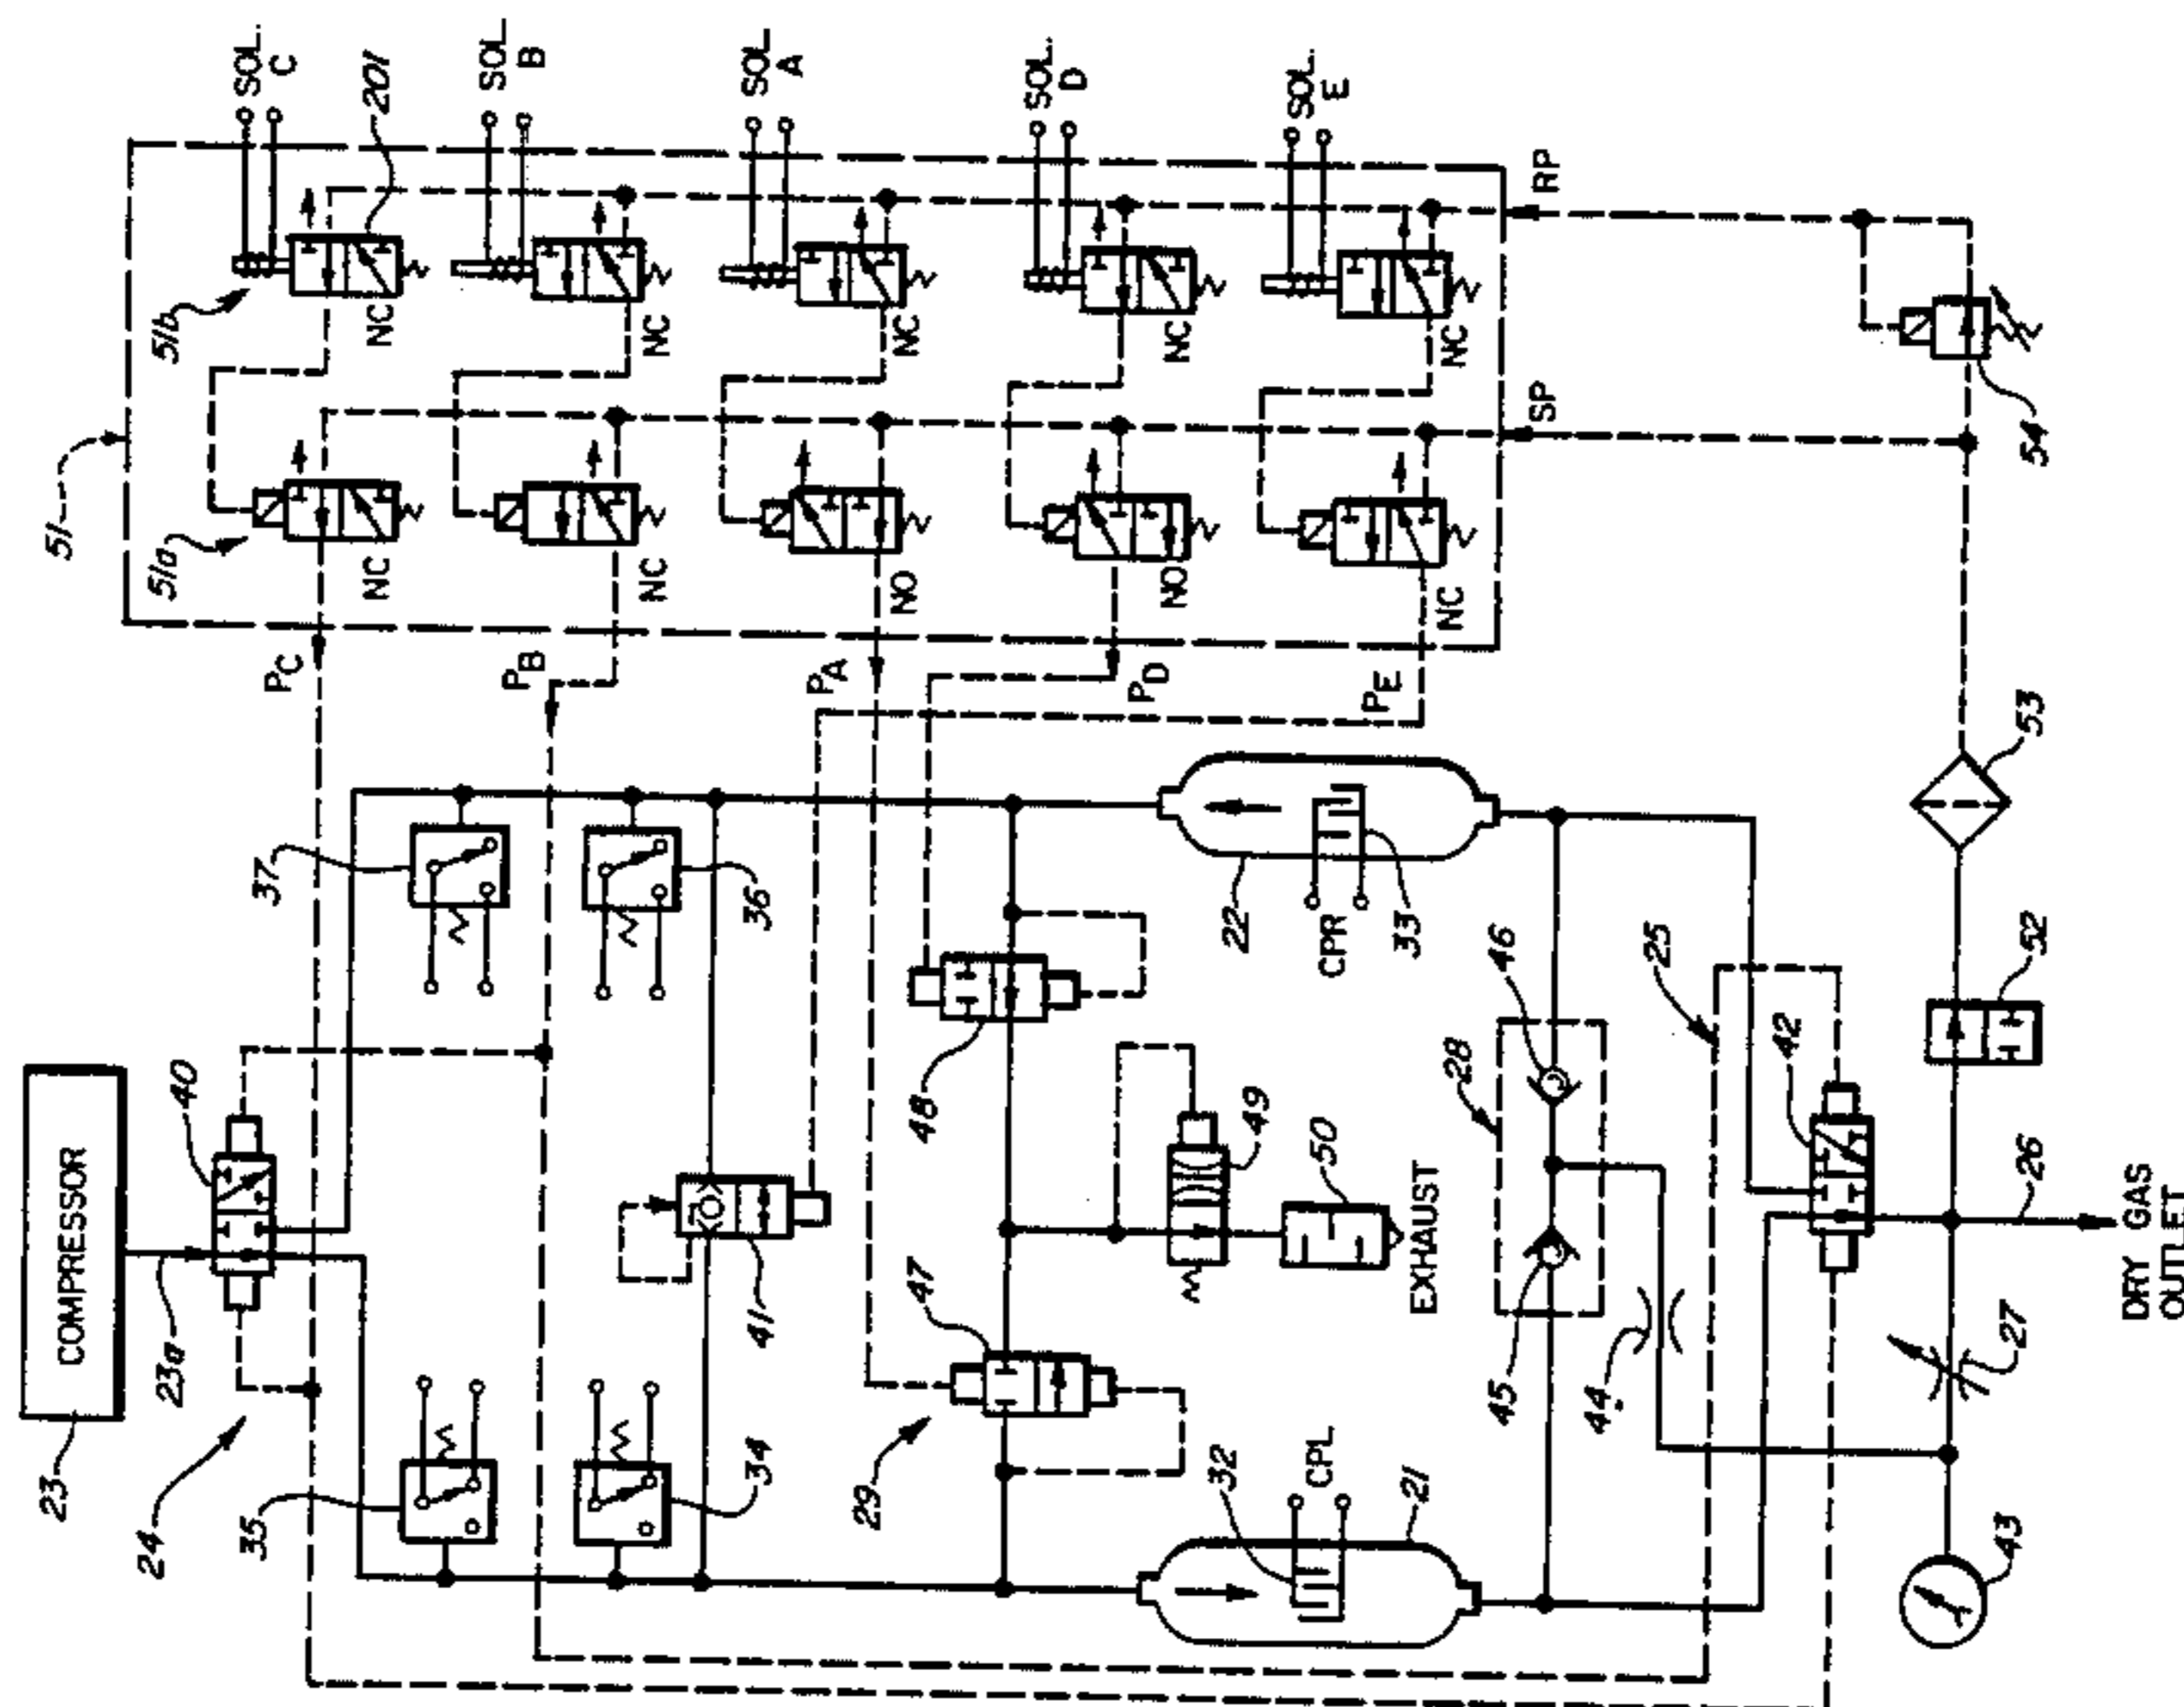 SOL.
C
SOL
B
SOL
A
SOL.
D
SOL.
E
201
51b
NC
NC
NC
NC
NC
RP
51
51a
NC
NC
NO
NO
NC
SP
54
PC
PB
PA
PD
PE
53
37
36
22
CPR
33
46
25
52
COMPRESSOR
23
23a
40
24
41
48
49
50
EXHAUST
28
42
26
DRY GAS
OUTLET
35
34
47
29
32
CPL
21
45
44
27
43